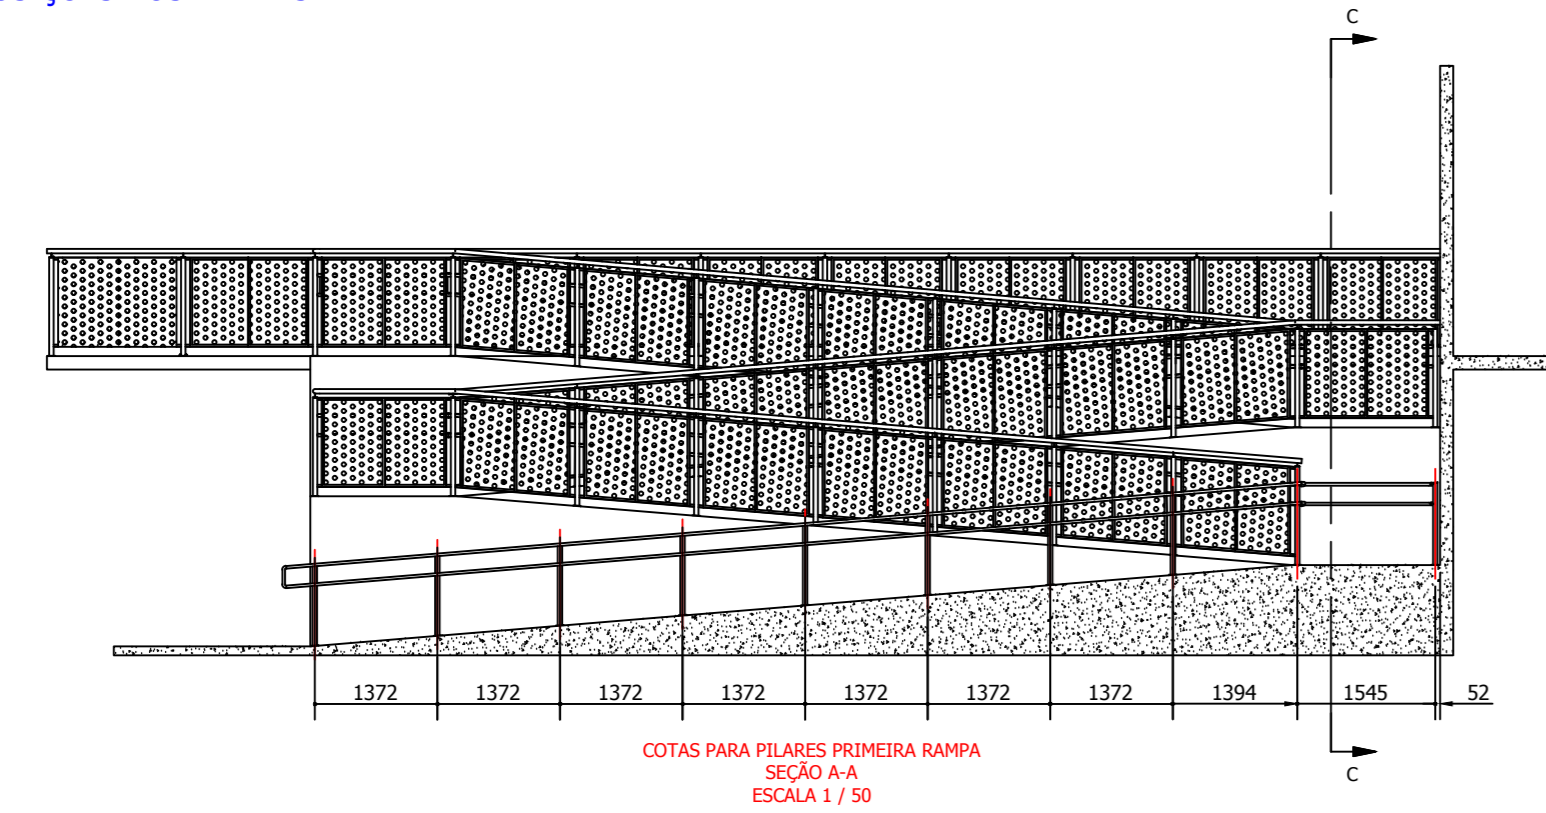 C
1372 1372 1372 1372 1372 1372 1372 1394 1545 52
COTAS PARA PILARES PRIMEIRA RAMPA
SEÇÃO A-A
ESCALA 1 / 50
C